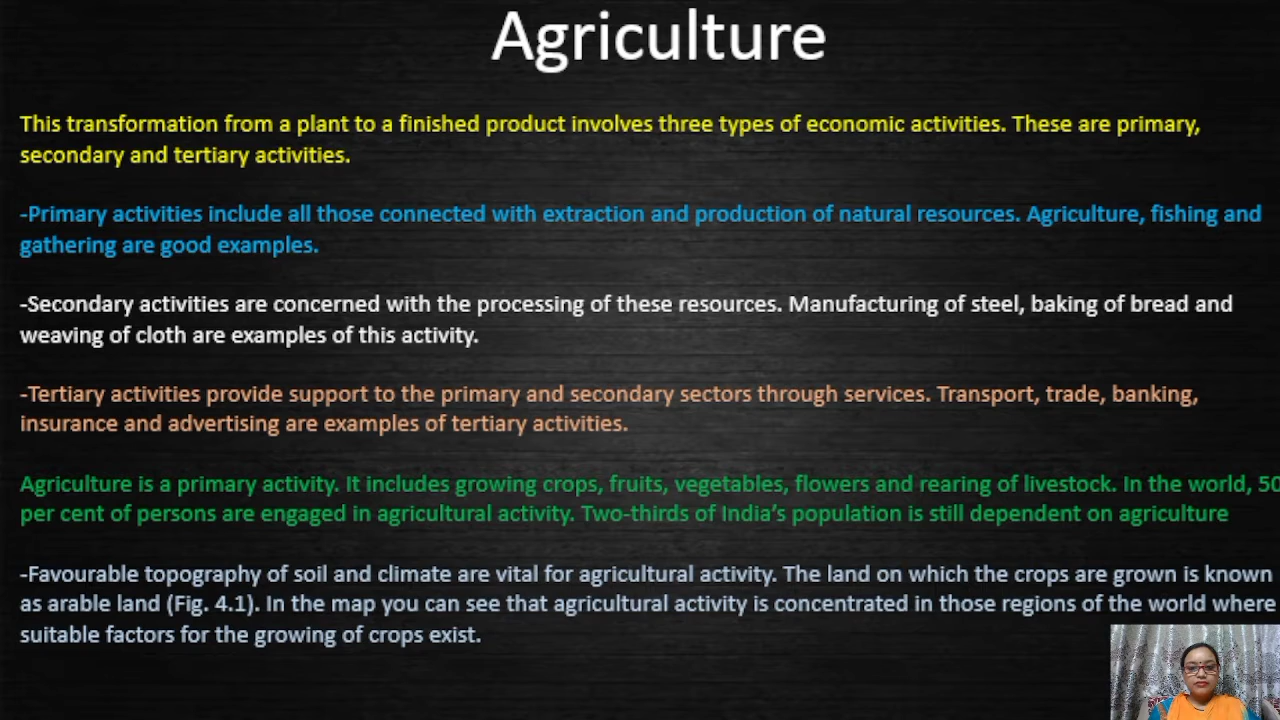 Agriculture
This transformation from a plant to a finished product involves three types of economic activities. These are primary,
secondary and tertiary activities.
-Primary activities include all those connected with extraction and production of natural resources. Agriculture, fishing and
gathering are good examples.
-Secondary activities are concerned with the processing of these resources. Manufacturing of steel, baking of bread and
weaving of cloth are examples of this activity.
-Tertiary activities provide support to the primary and secondary sectors through services. Transport, trade, banking,
insurance and advertising are examples of tertiary activities.
Agriculture is a primary activity. It includes growing crops, fruits, vegetables, flowers and rearing of livestock. In the world, 50
per cent of persons are engaged in agricultural activity. Two-thirds of India’s population is still dependent on agriculture
-Favourable topography of soil and climate are vital for agricultural activity. The land on which the crops are grown is known
as arable land (Fig. 4.1). In the map you can see that agricultural activity is concentrated in those regions of the world where
suitable factors for the growing of crops exist.